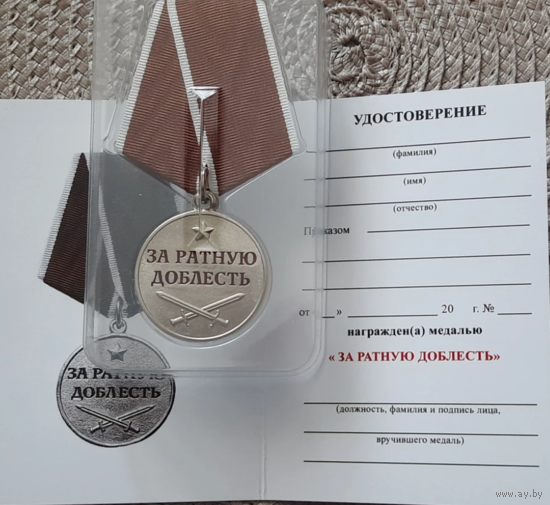 УДОСТОВЕРЕНИЕ
(фамилия)
(имя)
(отчество)
Приказом
от » 20 г. №
награжден(а) медалью
« ЗА РАТНУЮ ДОБЛЕСТЬ»
(должность, фамилия и подпись лица,
вручившего медаль)
ЗА РАТНУЮ
ДОБЛЕСТЬ
ЗА РАТНУЮ
ДОБЛЕСТЬ
www.ay.by